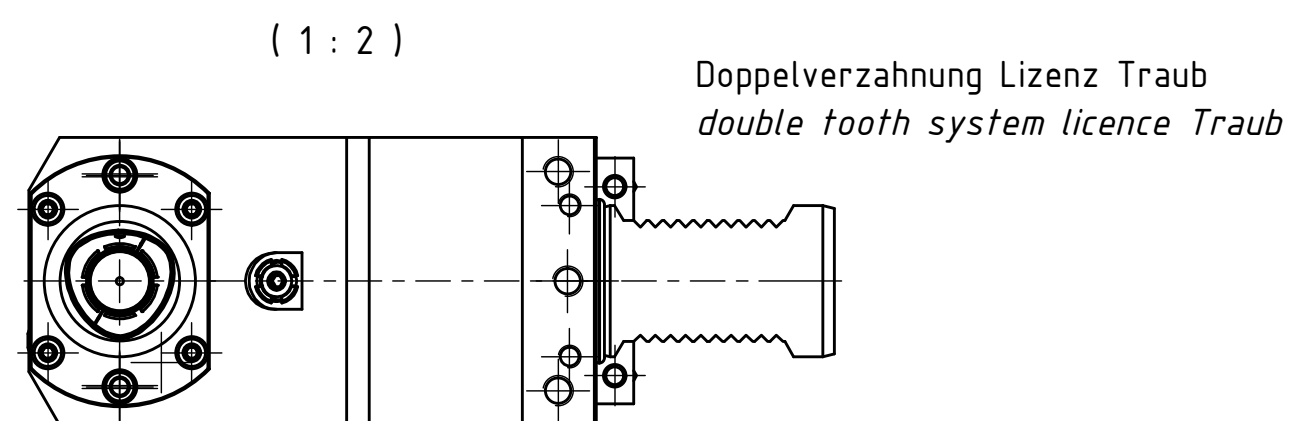 ( 1 : 2 )
Doppelverzahnung Lizenz Traub
double tooth system licence Traub